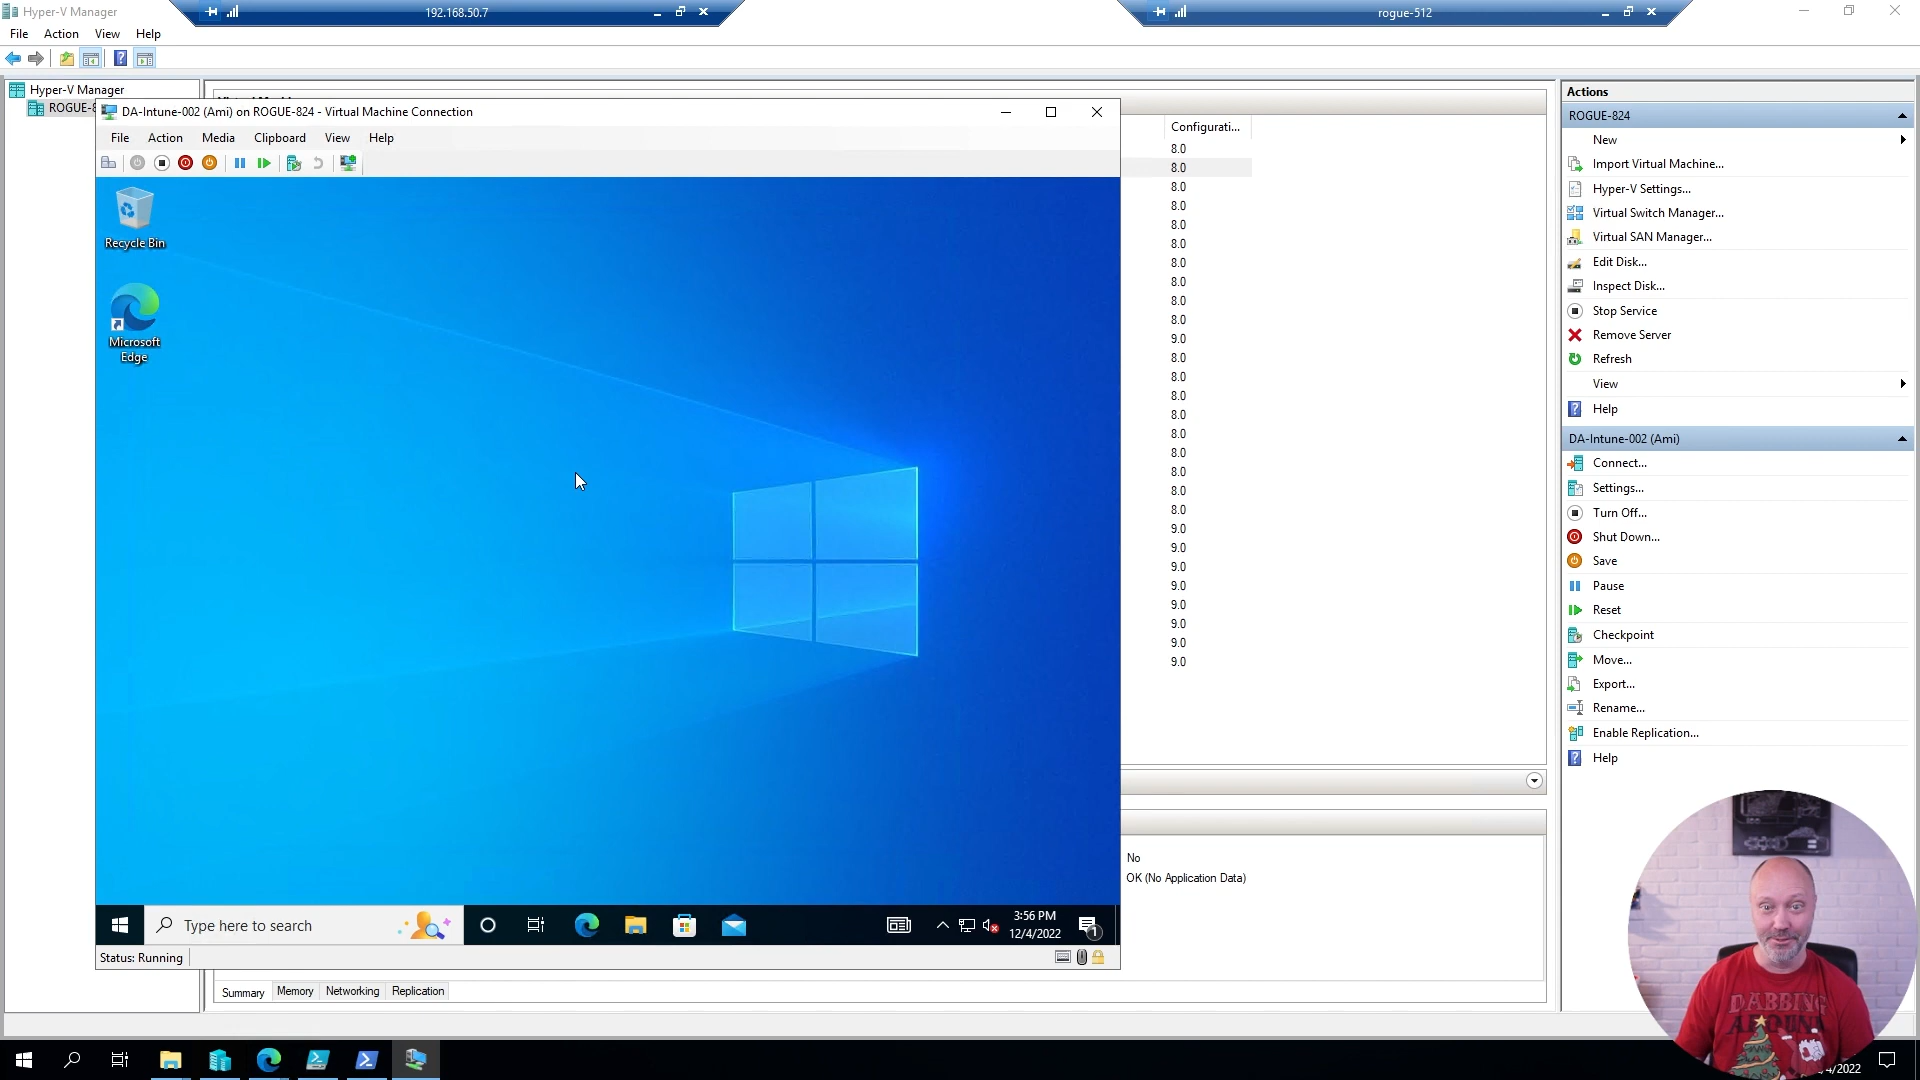 Hyper-V Manager
192.168.50.7
rogue-512
File Action View Help
Hyper-V Manager
ROGUE-8
DA-Intune-002 (Ami) on ROGUE-824 - Virtual Machine Connection
File Action Media Clipboard View Help
Recycle Bin
Microsoft
Edge
Type here to search
3:56 PM
12/4/2022
1
Status: Running
Configurati...
8.0
8.0
8.0
8.0
8.0
8.0
8.0
8.0
8.0
8.0
9.0
8.0
8.0
8.0
8.0
8.0
8.0
8.0
8.0
8.0
9.0
9.0
9.0
9.0
9.0
9.0
9.0
9.0
No
OK (No Application Data)
Summary Memory Networking Replication
Actions
ROGUE-824
New
Import Virtual Machine...
Hyper-V Settings...
Virtual Switch Manager...
Virtual SAN Manager...
Edit Disk...
Inspect Disk...
Stop Service
Remove Server
Refresh
View
Help
DA-Intune-002 (Ami)
Connect...
Settings...
Turn Off...
Shut Down...
Save
Pause
Reset
Checkpoint
Move...
Export...
Rename...
Enable Replication...
Help
DABBING
AROUND
/4/2022